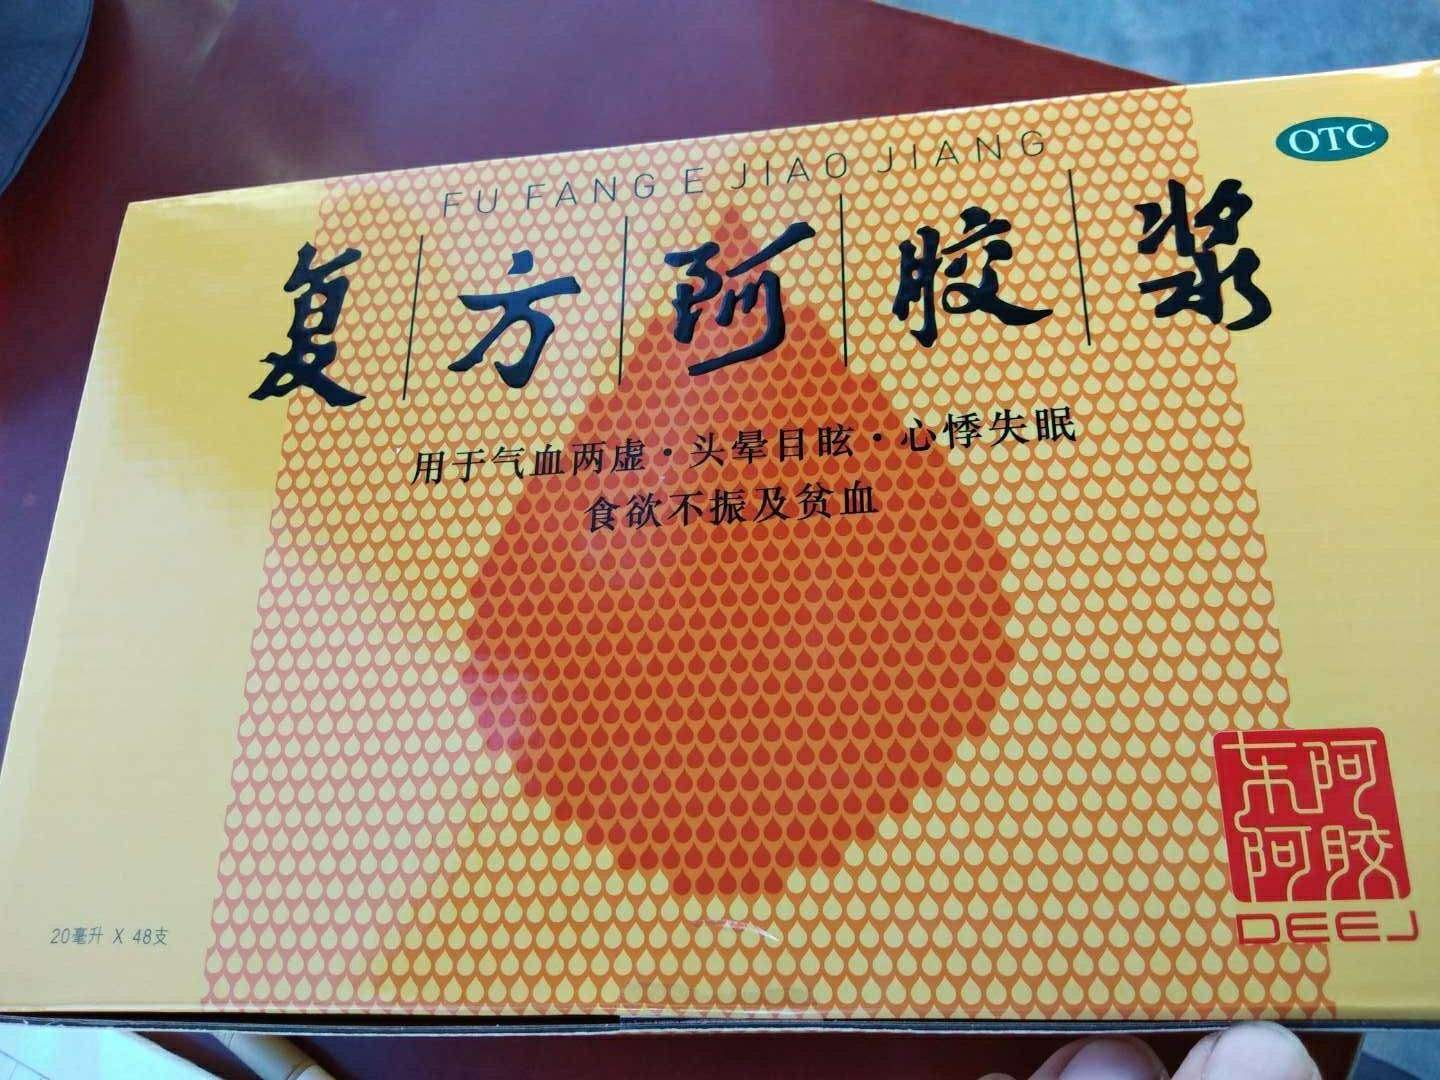 OTC
FU FANG E JIAO JIANG
复方阿胶浆
用于气血两虚·头晕目眩·心悸失眠
食欲不振及贫血
东阿
阿胶
DEEJ
20毫升 X 48支